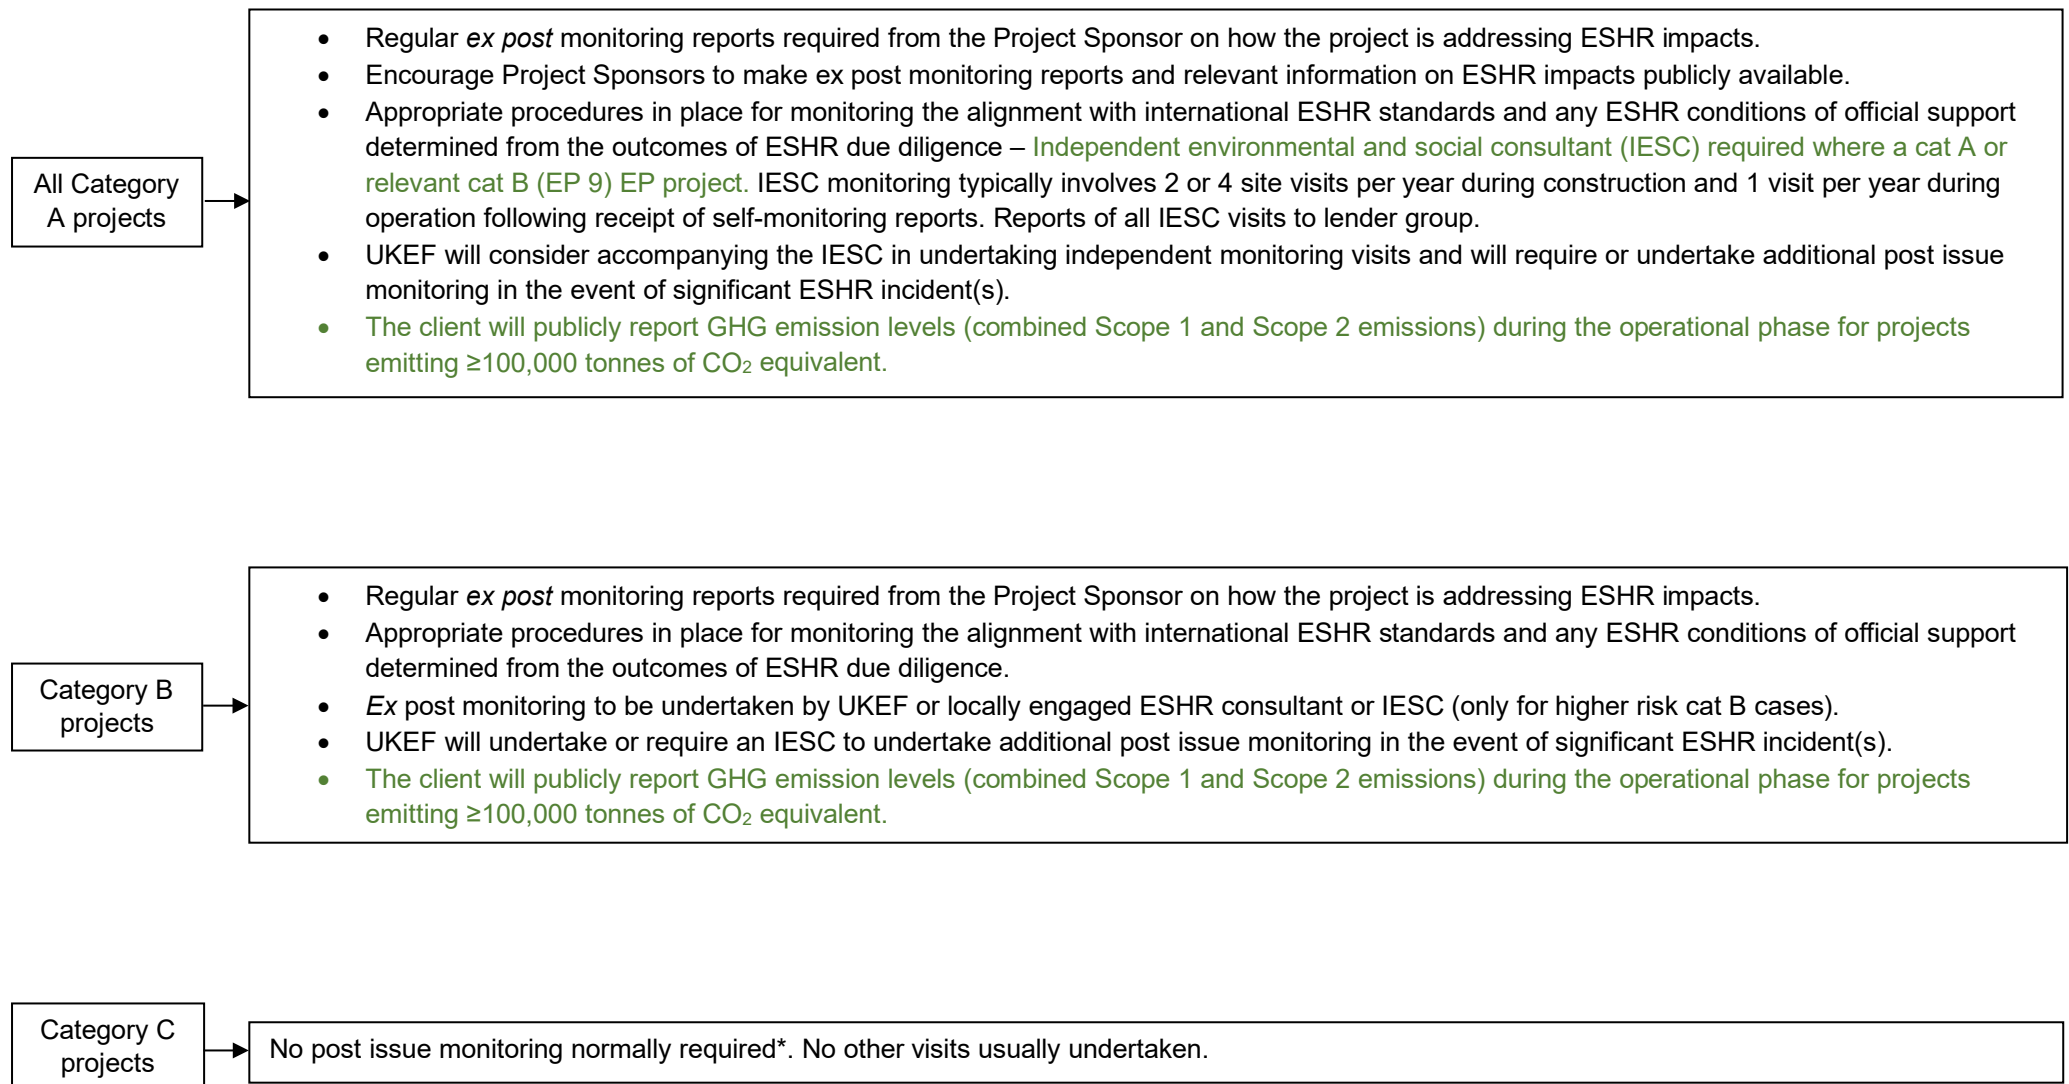 All Category
A projects
• Regular ex post monitoring reports required from the Project Sponsor on how the project is addressing ESHR impacts.
• Encourage Project Sponsors to make ex post monitoring reports and relevant information on ESHR impacts publicly available.
• Appropriate procedures in place for monitoring the alignment with international ESHR standards and any ESHR conditions of official support
determined from the outcomes of ESHR due diligence – Independent environmental and social consultant (IESC) required where a cat A or
relevant cat B (EP 9) EP project. IESC monitoring typically involves 2 or 4 site visits per year during construction and 1 visit per year during
operation following receipt of self-monitoring reports. Reports of all IESC visits to lender group.
• UKEF will consider accompanying the IESC in undertaking independent monitoring visits and will require or undertake additional post issue
monitoring in the event of significant ESHR incident(s).
• The client will publicly report GHG emission levels (combined Scope 1 and Scope 2 emissions) during the operational phase for projects
emitting ≥100,000 tonnes of CO₂ equivalent.
Category B
projects
• Regular ex post monitoring reports required from the Project Sponsor on how the project is addressing ESHR impacts.
• Appropriate procedures in place for monitoring the alignment with international ESHR standards and any ESHR conditions of official support
determined from the outcomes of ESHR due diligence.
• Ex post monitoring to be undertaken by UKEF or locally engaged ESHR consultant or IESC (only for higher risk cat B cases).
• UKEF will undertake or require an IESC to undertake additional post issue monitoring in the event of significant ESHR incident(s).
• The client will publicly report GHG emission levels (combined Scope 1 and Scope 2 emissions) during the operational phase for projects
emitting ≥100,000 tonnes of CO₂ equivalent.
Category C
projects
No post issue monitoring normally required*. No other visits usually undertaken.